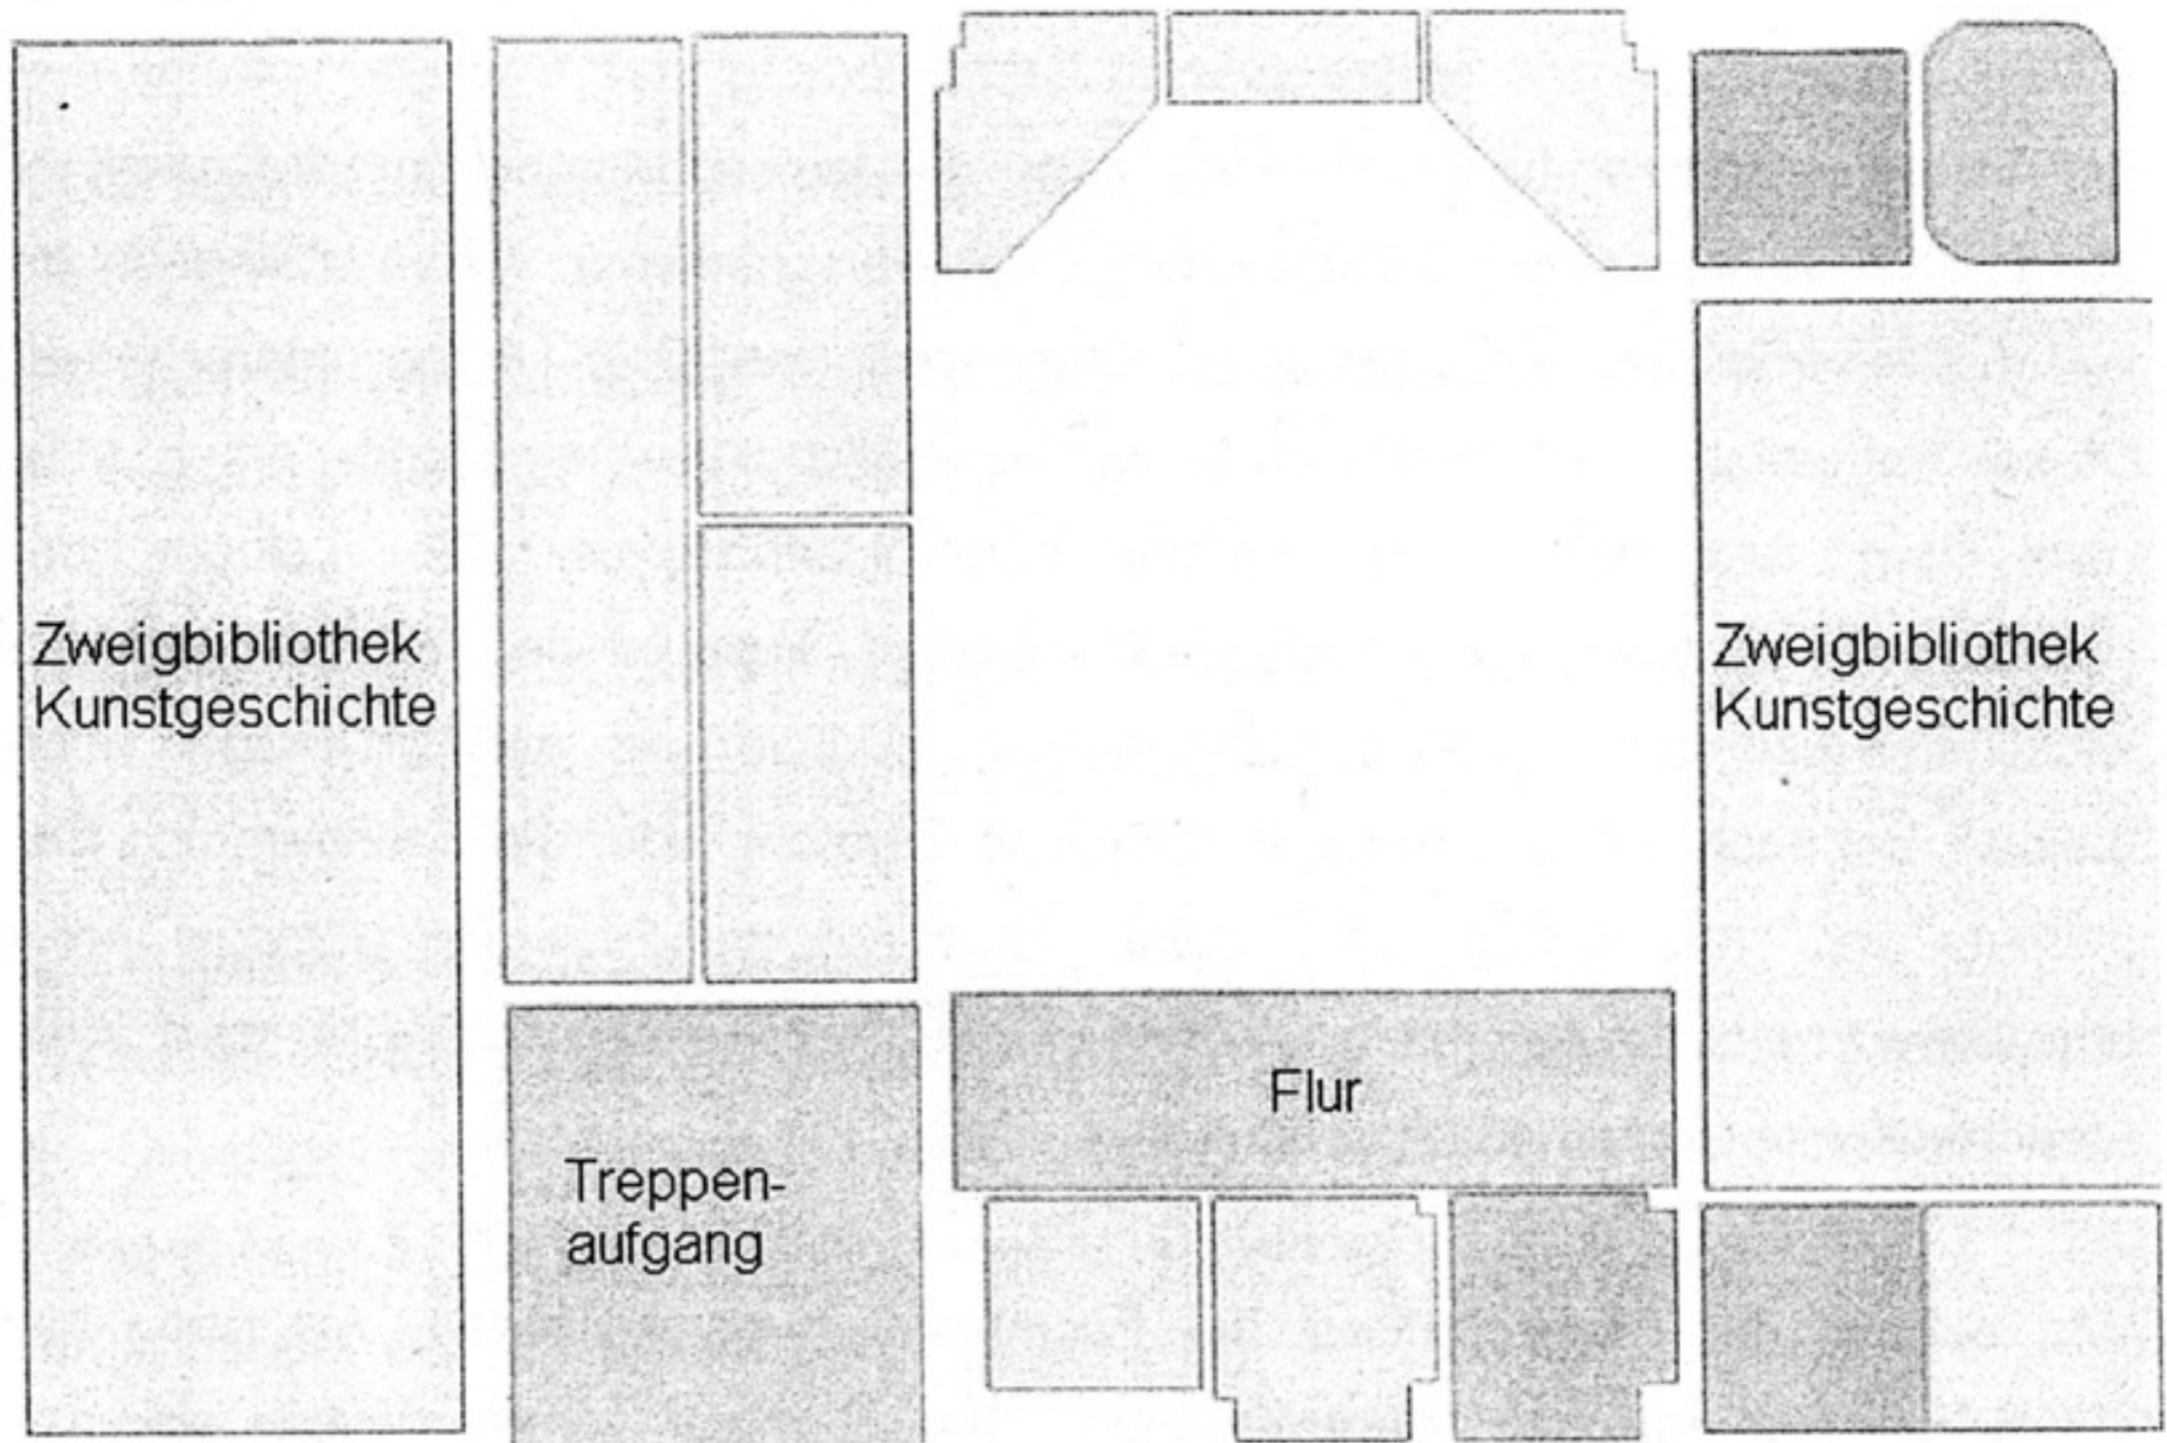 Zweigbibliothek
Kunstgeschichte
Zweigbibliothek
Kunstgeschichte
Flur
Treppen-
aufgang